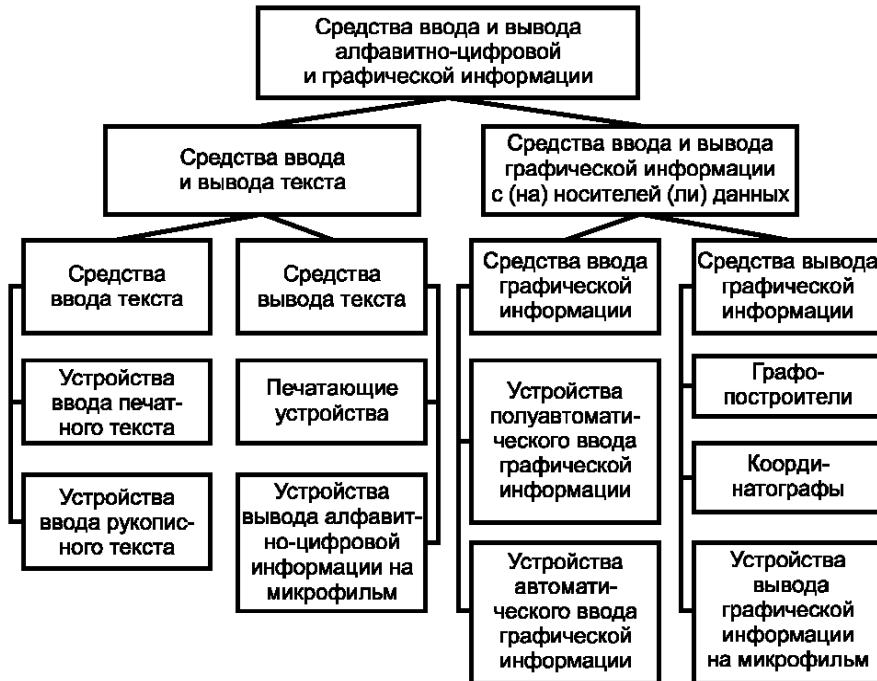 Средства ввода и вывода
алфавитно-цифровой
и графической информации
Средства ввода
и вывода текста
Средства ввода и вывода
графической информации
с (на) носителей (ли) данных
Средства
ввода текста
Средства
вывода текста
Средства ввода
графической
информации
Средства вывода
графической
информации
Устройства
ввода печат-
ного текста
Печатающие
устройства
Устройства
полуавтомати-
ческого ввода
графической
информации
Графо-
построители
Коорди-
натографы
Устройства
ввода рукопис-
ного текста
Устройства
вывода алфавит-
но-цифровой
информации на
микрофильм
Устройства
автомати-
ческого ввода
графической
информации
Устройства
вывода
графической
информации
на микрофильм